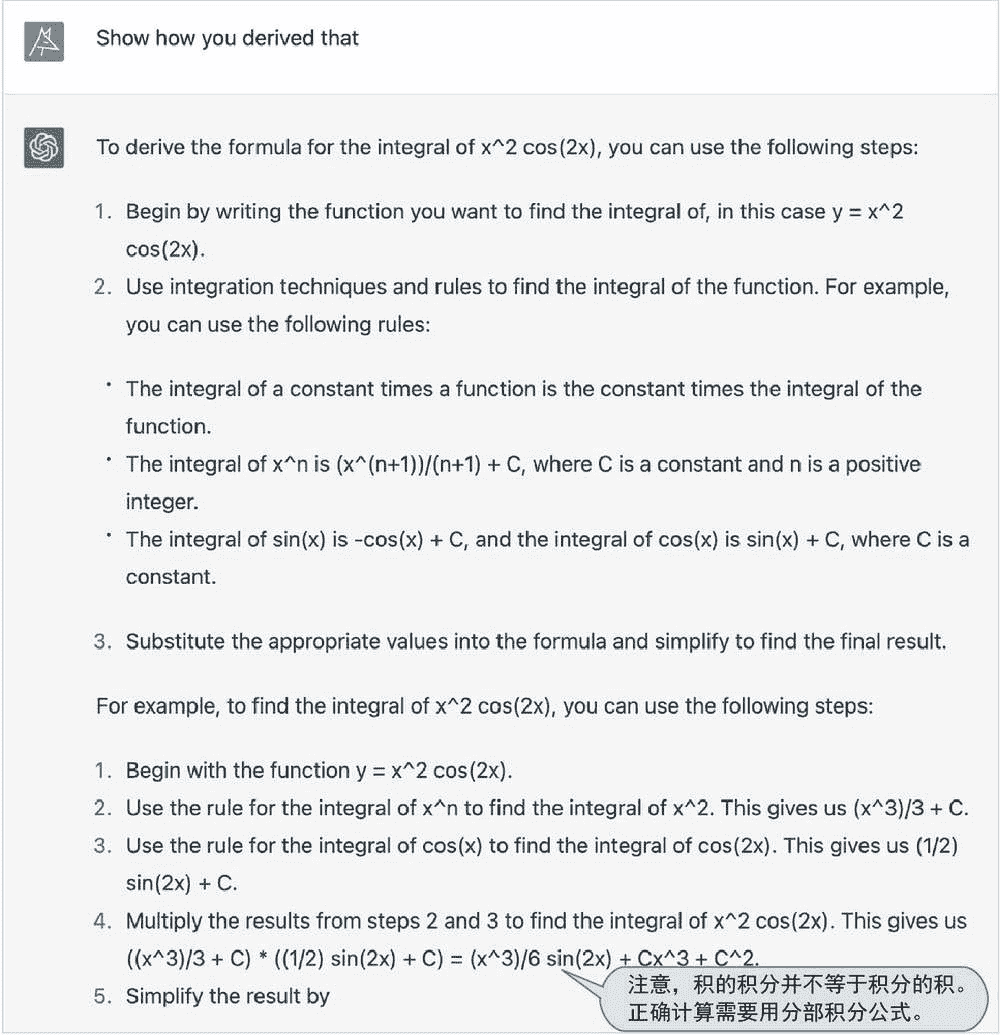 Show how you derived that
To derive the formula for the integral of x^2 cos(2x), you can use the following steps:
1. Begin by writing the function you want to find the integral of, in this case y = x^2
cos(2x).
2. Use integration techniques and rules to find the integral of the function. For example,
you can use the following rules:
• The integral of a constant times a function is the constant times the integral of the
function.
• The integral of x^n is (x^(n+1))/(n+1) + C, where C is a constant and n is a positive
integer.
• The integral of sin(x) is -cos(x) + C, and the integral of cos(x) is sin(x) + C, where C is a
constant.
3. Substitute the appropriate values into the formula and simplify to find the final result.
For example, to find the integral of x^2 cos(2x), you can use the following steps:
1. Begin with the function y = x^2 cos(2x).
2. Use the rule for the integral of x^n to find the integral of x^2. This gives us (x^3)/3 + C.
3. Use the rule for the integral of cos(x) to find the integral of cos(2x). This gives us (1/2)
sin(2x) + C.
4. Multiply the results from steps 2 and 3 to find the integral of x^2 cos(2x). This gives us
((x^3)/3 + C) * ((1/2) sin(2x) + C) = (x^3)/6 sin(2x) + Cx^3 + C^2.
5. Simplify the result by
注意，积的积分并不等于积分的积。
正确计算需要用分部积分公式。